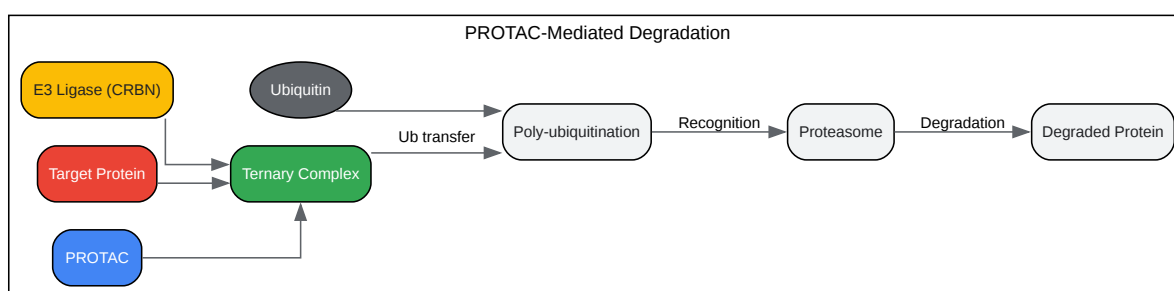 PROTAC-Mediated Degradation
E3 Ligase (CRBN)
Ubiquitin
Target Protein
Ternary Complex
PROTAC
Ub transfer
Poly-ubiquitination
Recognition
Proteasome
Degradation
Degraded Protein